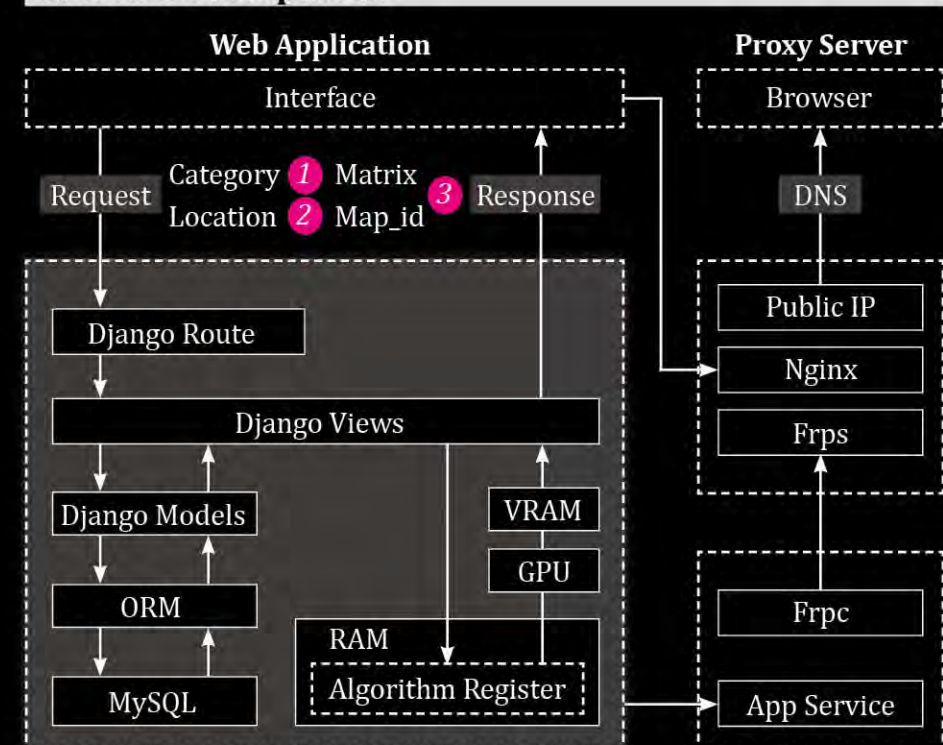 Web Application
Proxy Server
Interface
Browser
Request
Category 1 Matrix
Location 2 Map_id
3
Response
DNS
Django Route
Public IP
Nginx
Django Views
Frps
Django Models
VRAM
GPU
ORM
Frpc
RAM
Algorithm Register
MySQL
App Service